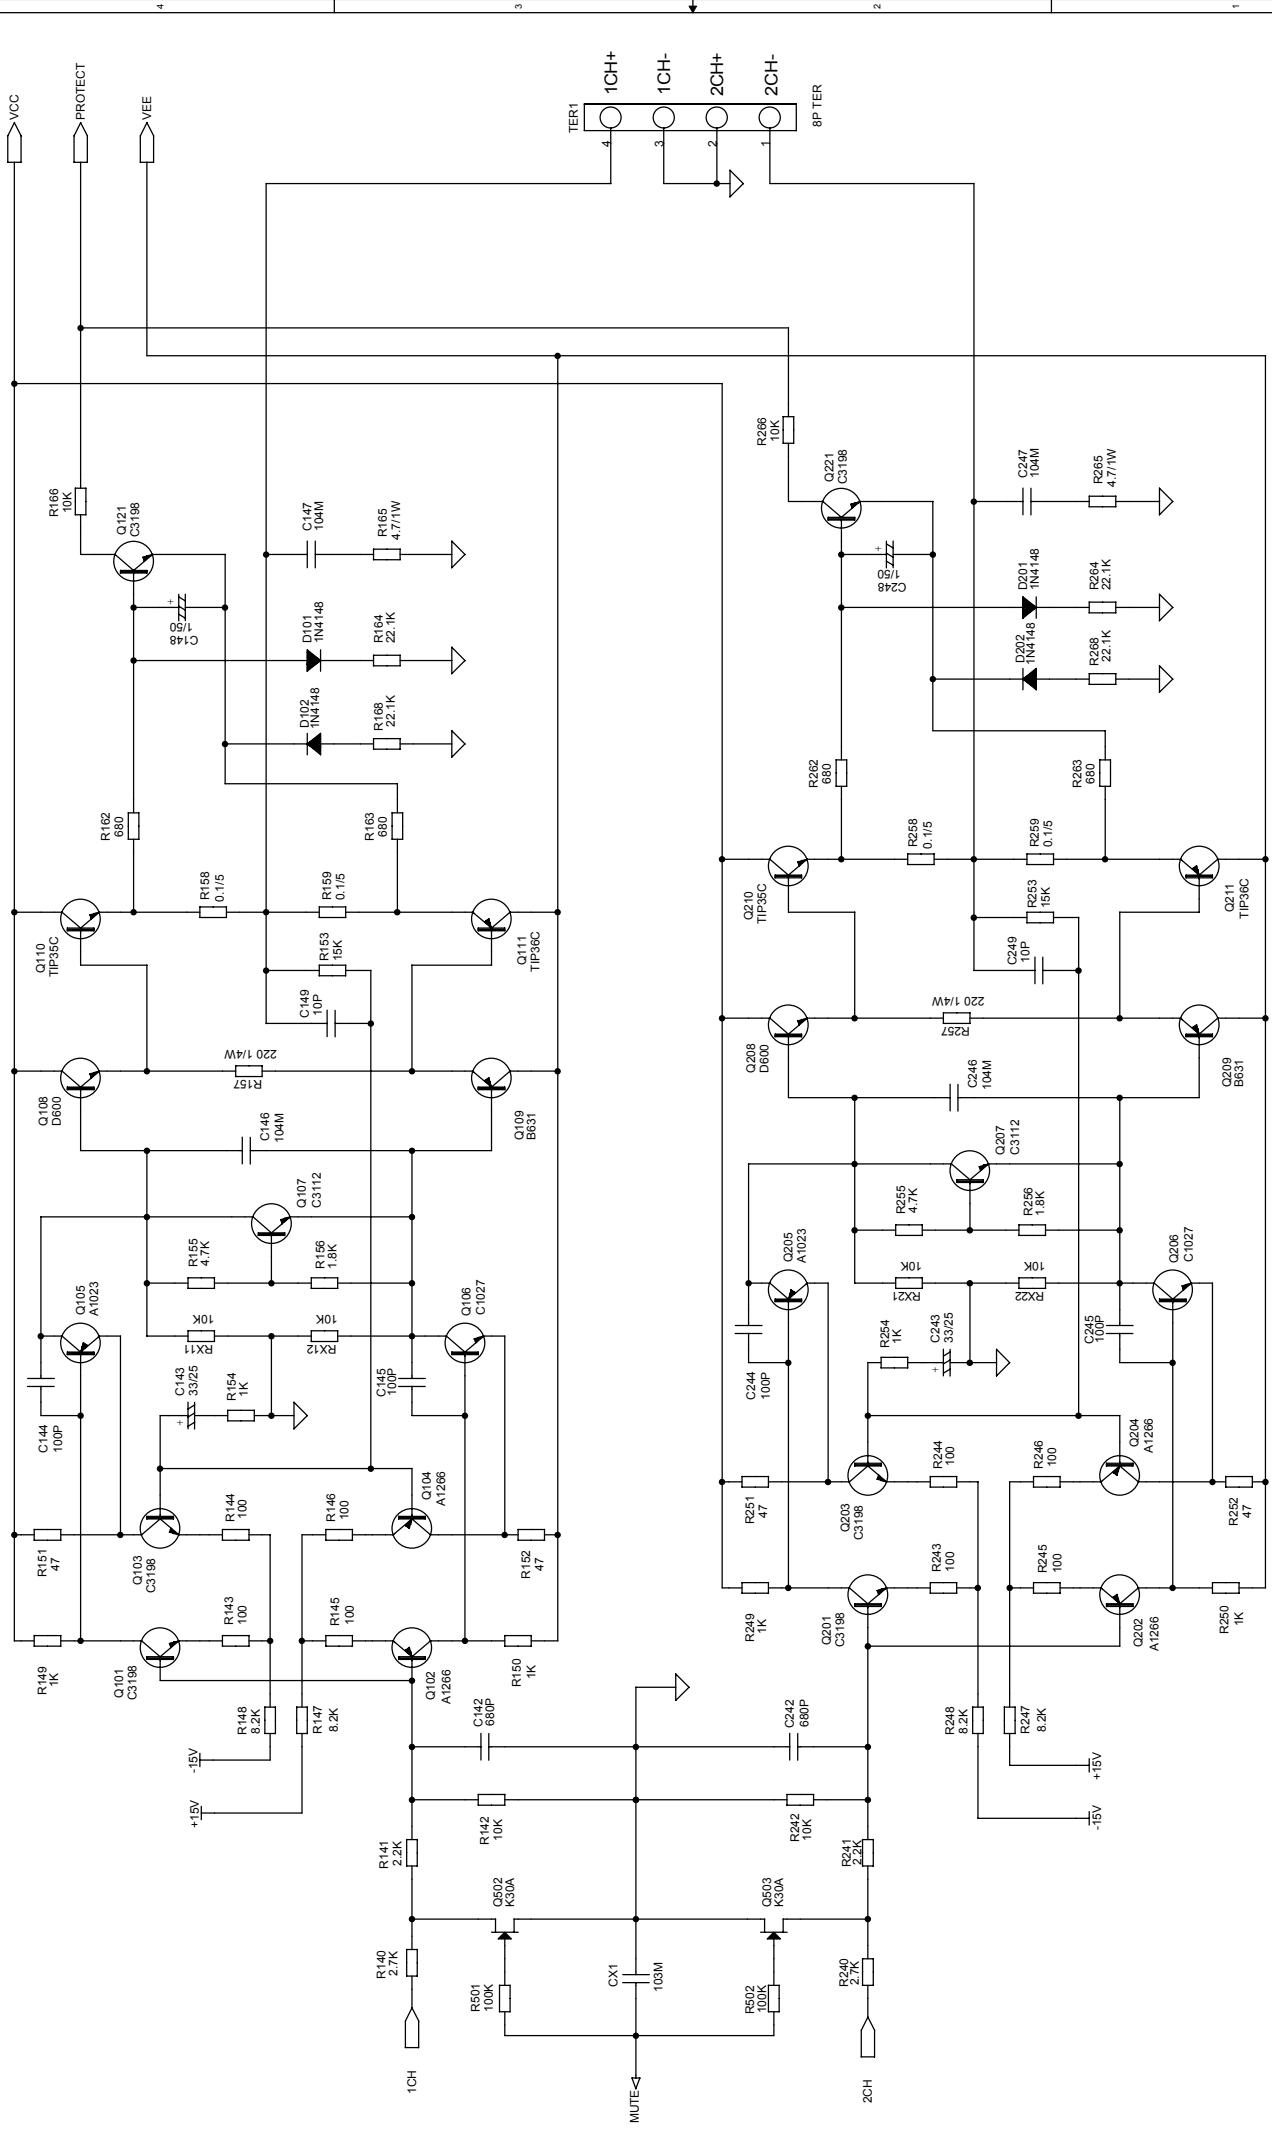 4
3
2
1
VCC
PROTECT
VEE
TER1
1CH+
1CH-
2CH+
2CH-
4
3
2
1
8P TER
R166
10K
Q121
C3198
C148
1/50
+
C147
104M
R165
4.7/1W
D101
1N4148
R164
22.1K
D102
1N4148
R168
22.1K
R162
680
R163
680
Q110
TIP35C
R158
0.1/5
R159
0.1/5
R153
15K
Q111
TIP36C
C149
10P
Q108
D600
R157
220 1/4W
Q109
B631
C146
104M
Q107
C3112
R155
4.7K
R156
1.8K
Q105
A1023
RX11
10K
RX12
10K
Q106
C1027
C144
100P
C143
33/25
+
R154
1K
C145
100P
R151
47
Q103
C3198
R144
100
R146
100
Q104
A1266
R152
47
R149
1K
Q101
C3198
R143
100
R145
100
Q102
A1266
R150
1K
R148
8.2K
R147
8.2K
-15V
+15V
C142
680P
R142
10K
R141
2.2K
Q502
K30A
R140
2.7K
R501
100K
1CH
CX1
103M
MUTE
R266
10K
Q221
C3198
C248
1/50
+
C247
104M
R265
4.7/1W
D201
1N4148
R264
22.1K
D202
1N4148
R268
22.1K
R262
680
R263
680
Q210
TIP35C
R258
0.1/5
R259
0.1/5
R253
15K
Q211
TIP36C
C249
10P
Q208
D600
R257
220 1/4W
Q209
B631
C246
104M
Q207
C3112
R255
4.7K
R256
1.8K
Q205
A1023
RX21
10K
RX22
10K
Q206
C1027
C244
100P
R254
1K
C243
33/25
+
C245
100P
R251
47
Q203
C3198
R244
100
R246
100
Q204
A1266
R252
47
R249
1K
Q201
C3198
R243
100
R245
100
Q202
A1266
R250
1K
R248
8.2K
R247
8.2K
+15V
-15V
C242
680P
R242
10K
R241
2.2K
Q503
K30A
R240
2.7K
R502
100K
2CH